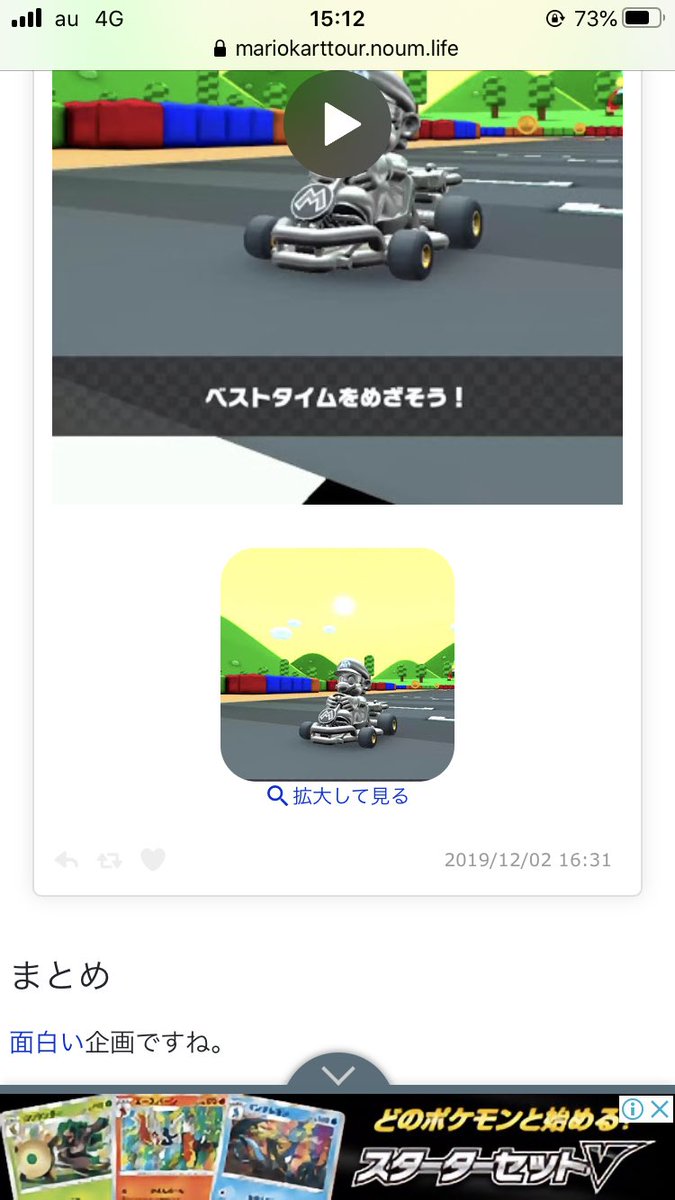 au 4G 15:12 73%
mariokarttour.noum.life
M
ベストタイムをめざそう！
拡大して見る
2019/12/02 16:31
まとめ
面白い企画ですね。
どのポケモンと始める？
スターターセットV